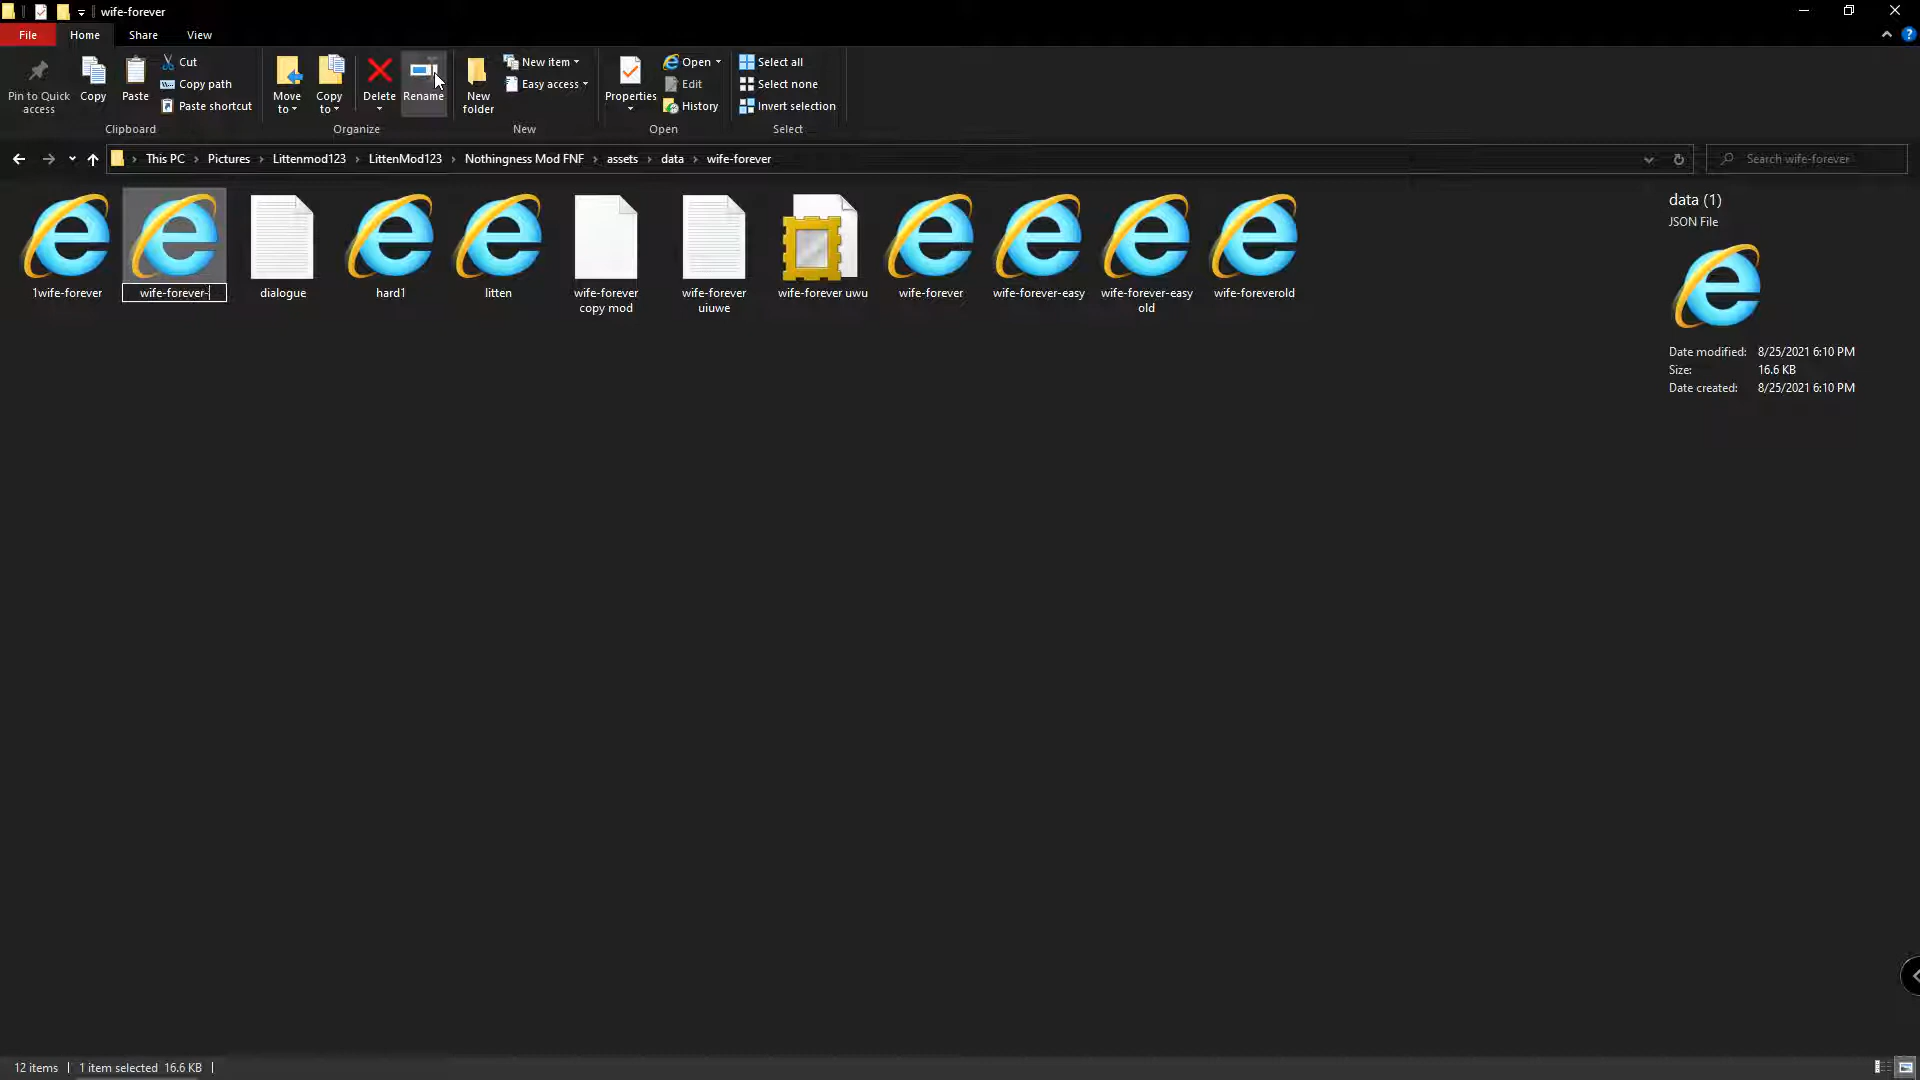 wife-forever
File
Home
Share
View
Pin to Quick
access
Copy
Paste
Cut
Copy path
Paste shortcut
Clipboard
Move
to
Copy
to
Delete
Rename
Organize
New
folder
New item
Easy access
New
Properties
Open
Edit
History
Open
Select all
Select none
Invert selection
Select
This PC
Pictures
Littenmod123
LittenMod123
Nothingness Mod FNF
assets
data
wife-forever
Search wife-forever
1wife-forever
wife-forever-
dialogue
hard1
litten
wife-forever
copy mod
wife-forever
uiuwe
wife-forever uwu
wife-forever
wife-forever-easy
wife-forever-easy
old
wife-foreverold
data (1)
JSON File
Date modified: 8/25/2021 6:10 PM
Size: 16.6 KB
Date created: 8/25/2021 6:10 PM
12 items
1 item selected 16.6 KB